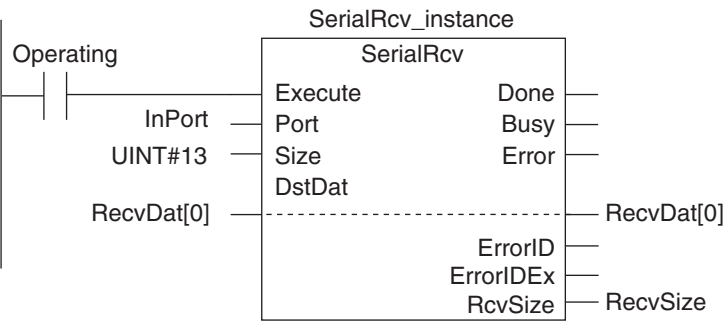 SerialRcv_instance
Operating SerialRcv
Execute Done
InPort Port Busy
UINT#13 Size Error
DstDat
RecvDat[0] RecvDat[0]
ErrorID
ErrorIDEx
RcvSize RecvSize